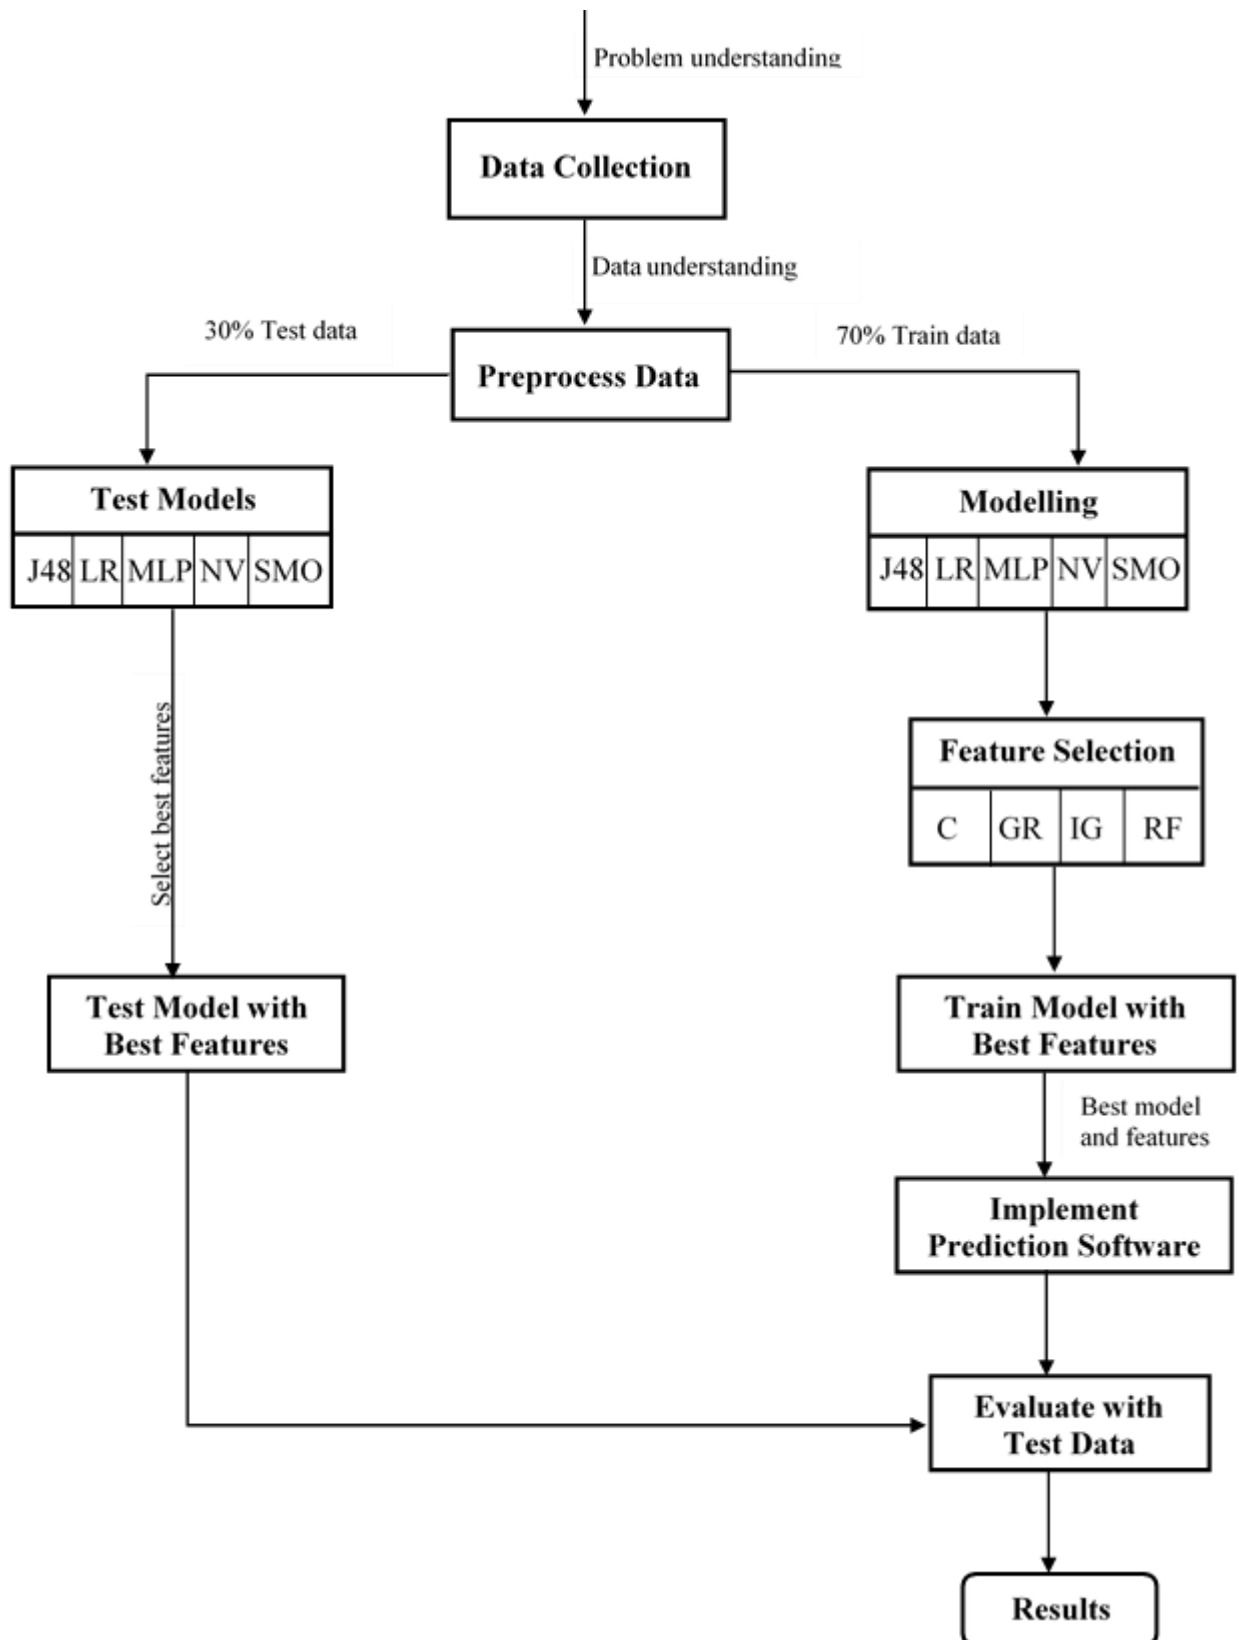 Problem understanding
Data Collection
Data understanding
30% Test data
70% Train data
Preprocess Data
Test Models
J48 LR MLP NV SMO
Modelling
J48 LR MLP NV SMO
Select best features
Feature Selection
C GR IG RF
Test Model with
Best Features
Train Model with
Best Features
Best model
and features
Implement
Prediction Software
Evaluate with
Test Data
Results